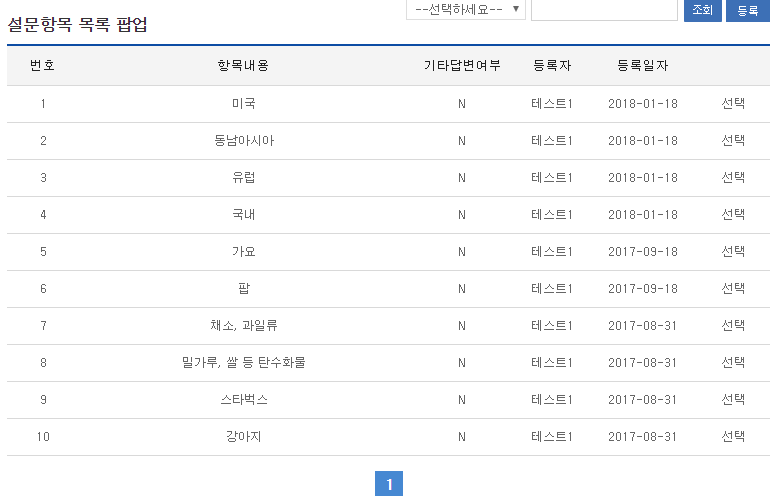 --선택하세요-- ▼ 조회 등록
설문항목 목록 팝업
번호 항목내용 기타답변여부 등록자 등록일자
1 미국 N 테스트1 2018-01-18 선택
2 동남아시아 N 테스트1 2018-01-18 선택
3 유럽 N 테스트1 2018-01-18 선택
4 국내 N 테스트1 2018-01-18 선택
5 가요 N 테스트1 2017-09-18 선택
6 팝 N 테스트1 2017-09-18 선택
7 채소, 과일류 N 테스트1 2017-08-31 선택
8 밀가루, 쌀 등 탄수화물 N 테스트1 2017-08-31 선택
9 스타벅스 N 테스트1 2017-08-31 선택
10 강아지 N 테스트1 2017-08-31 선택
1